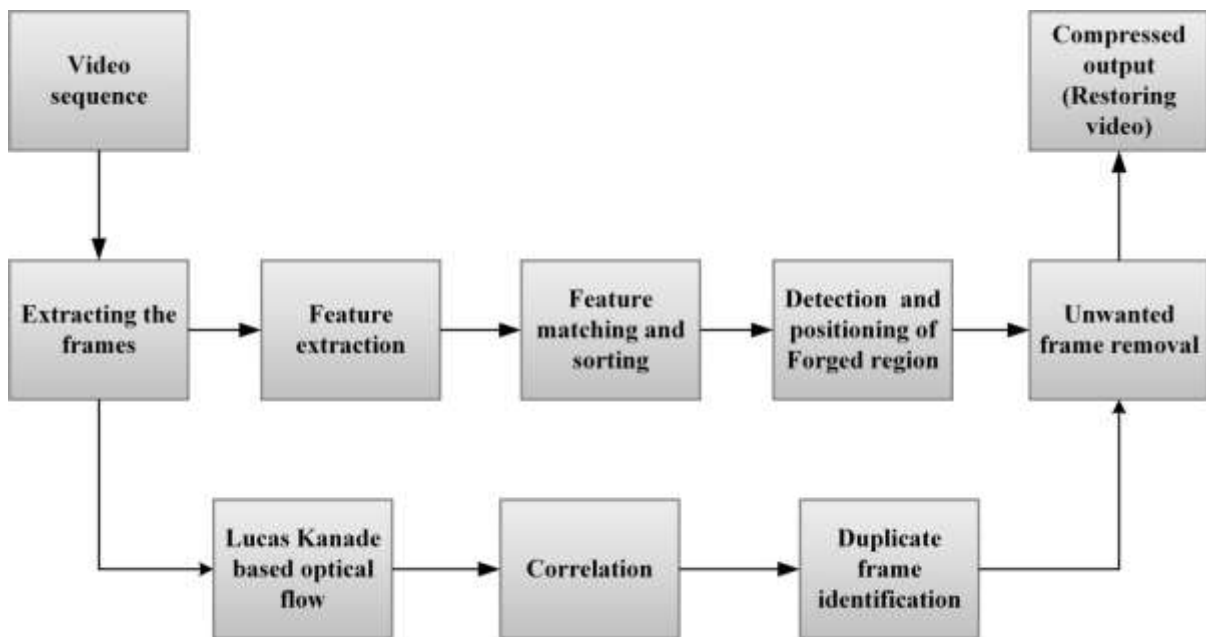 Video
sequence
Compressed
output
(Restoring
video)
Extracting the
frames
Feature
extraction
Feature
matching and
sorting
Detection and
positioning of
Forged region
Unwanted
frame removal
Lucas Kanade
based optical
flow
Correlation
Duplicate
frame
identification